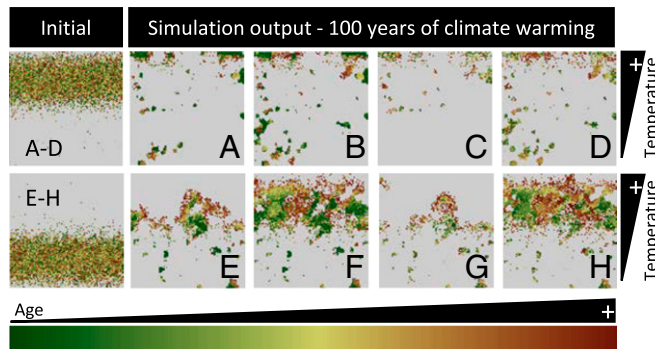 Initial
Simulation output - 100 years of climate warming
A-D
A
B
C
D
+
Temperature
E-H
E
F
G
H
+
Temperature
Age
+